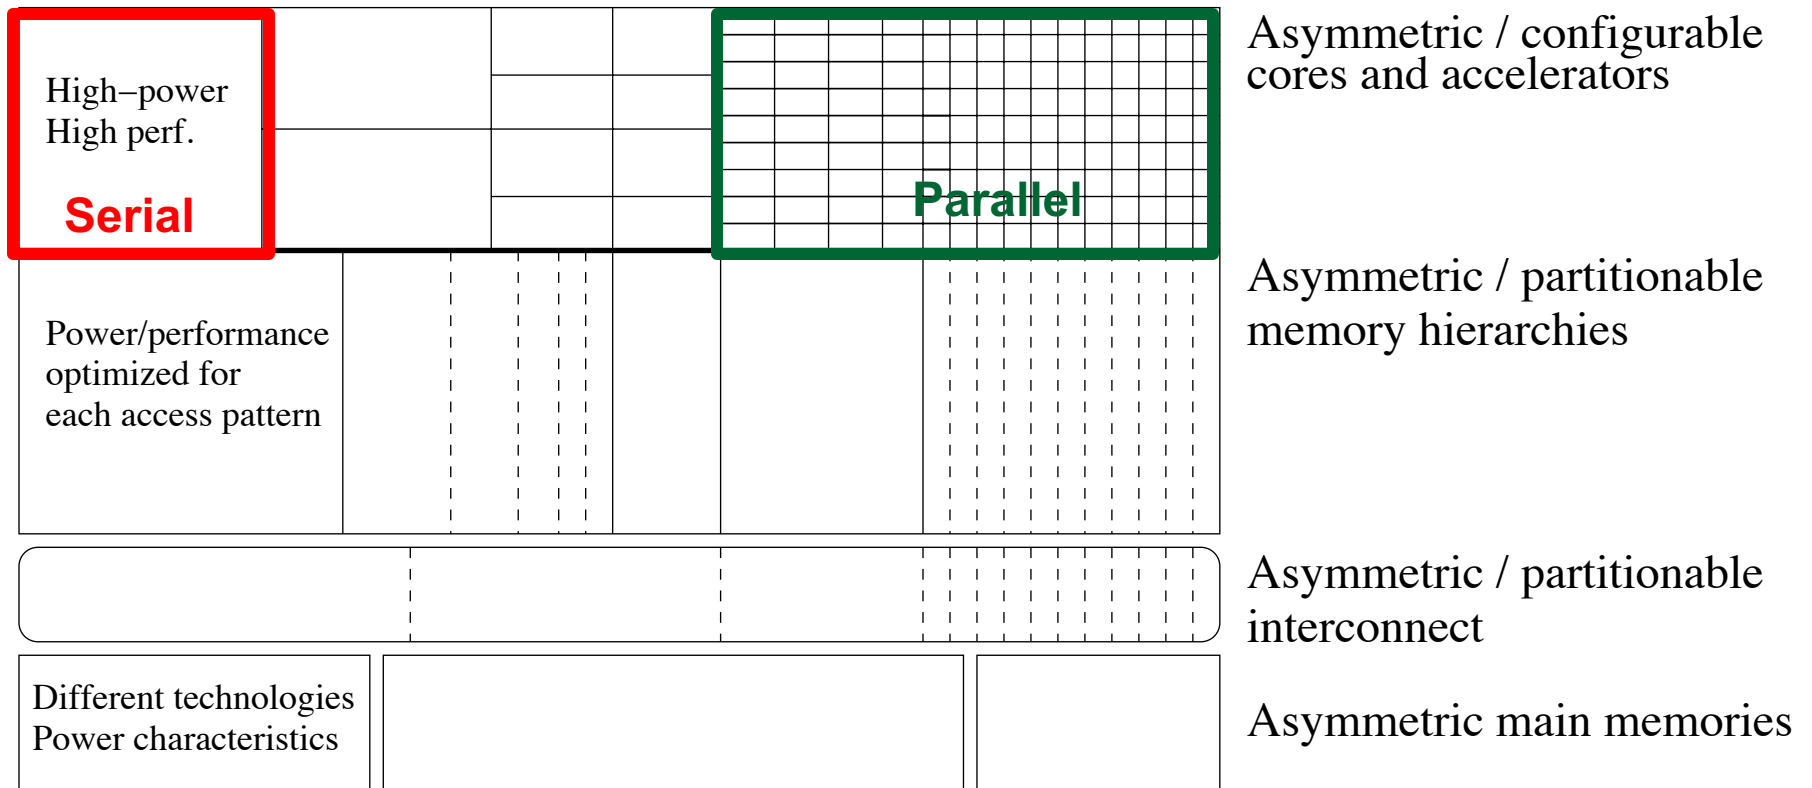 High−power
High perf.
Serial
Parallel
Asymmetric / configurable
cores and accelerators
Power/performance
optimized for
each access pattern
Asymmetric / partitionable
memory hierarchies
Asymmetric / partitionable
interconnect
Different technologies
Power characteristics
Asymmetric main memories